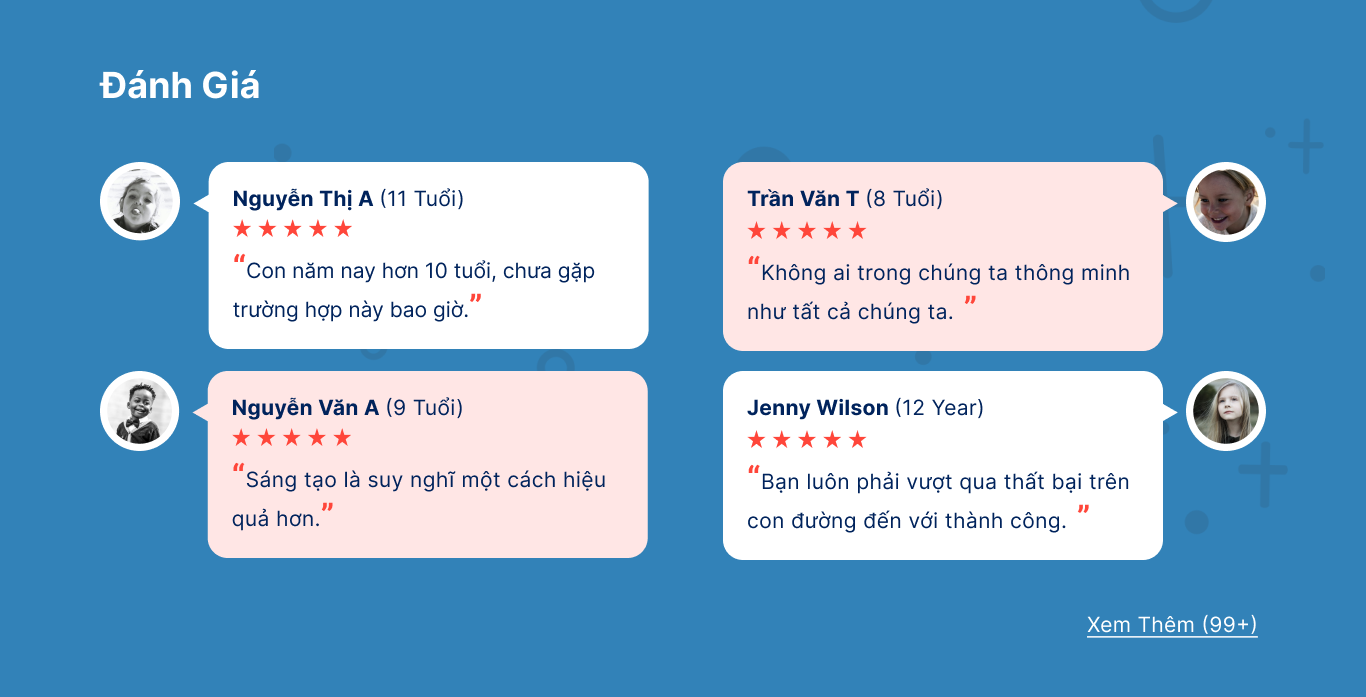 Đánh Giá
Nguyễn Thị A (11 Tuổi)
“Con năm nay hơn 10 tuổi, chưa gặp
trường hợp này bao giờ.”
Trần Văn T (8 Tuổi)
“Không ai trong chúng ta thông minh
như tất cả chúng ta. ”
Nguyễn Văn A (9 Tuổi)
“Sáng tạo là suy nghĩ một cách hiệu
quả hơn.”
Jenny Wilson (12 Year)
“Bạn luôn phải vượt qua thất bại trên
con đường đến với thành công. ”
Xem Thêm (99+)